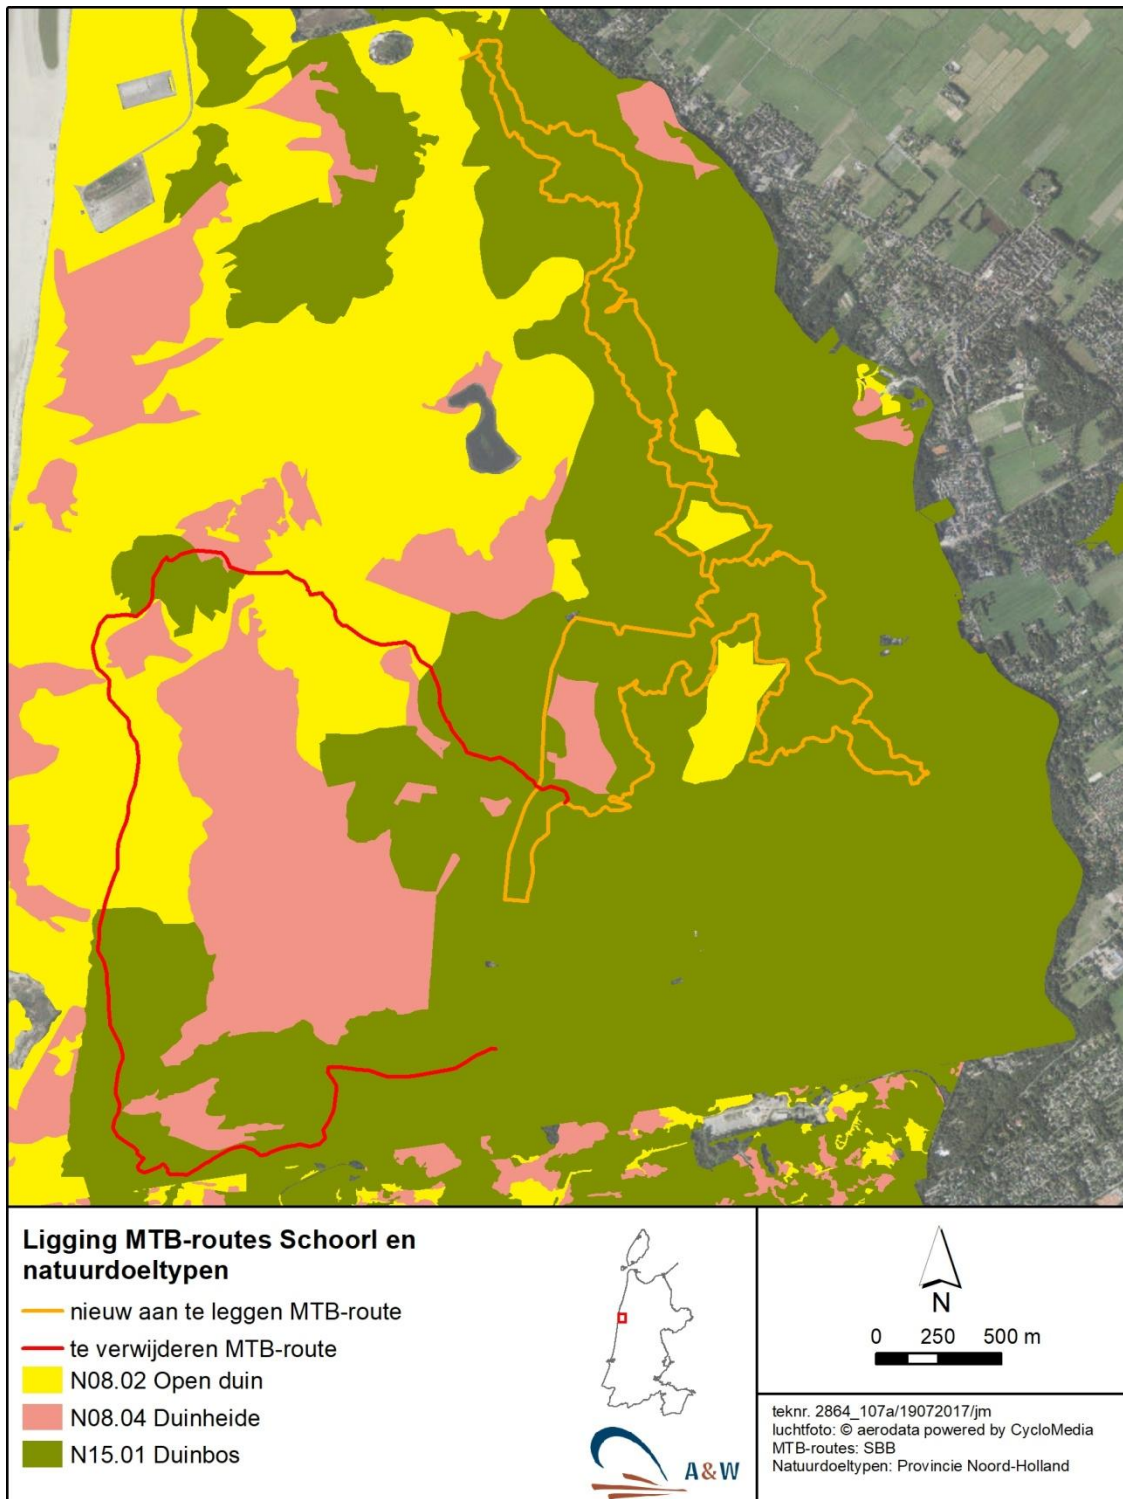 Ligging MTB-routes Schoorl en
natuurdoeltypen
nieuw aan te leggen MTB-route
te verwijderen MTB-route
N08.02 Open duin
N08.04 Duinheide
N15.01 Duinbos
A&W
N
0 250 500 m
teknr. 2864_107a/19072017/jm
luchtfoto: © aerodata powered by CycloMedia
MTB-routes: SBB
Natuurdoeltypen: Provincie Noord-Holland